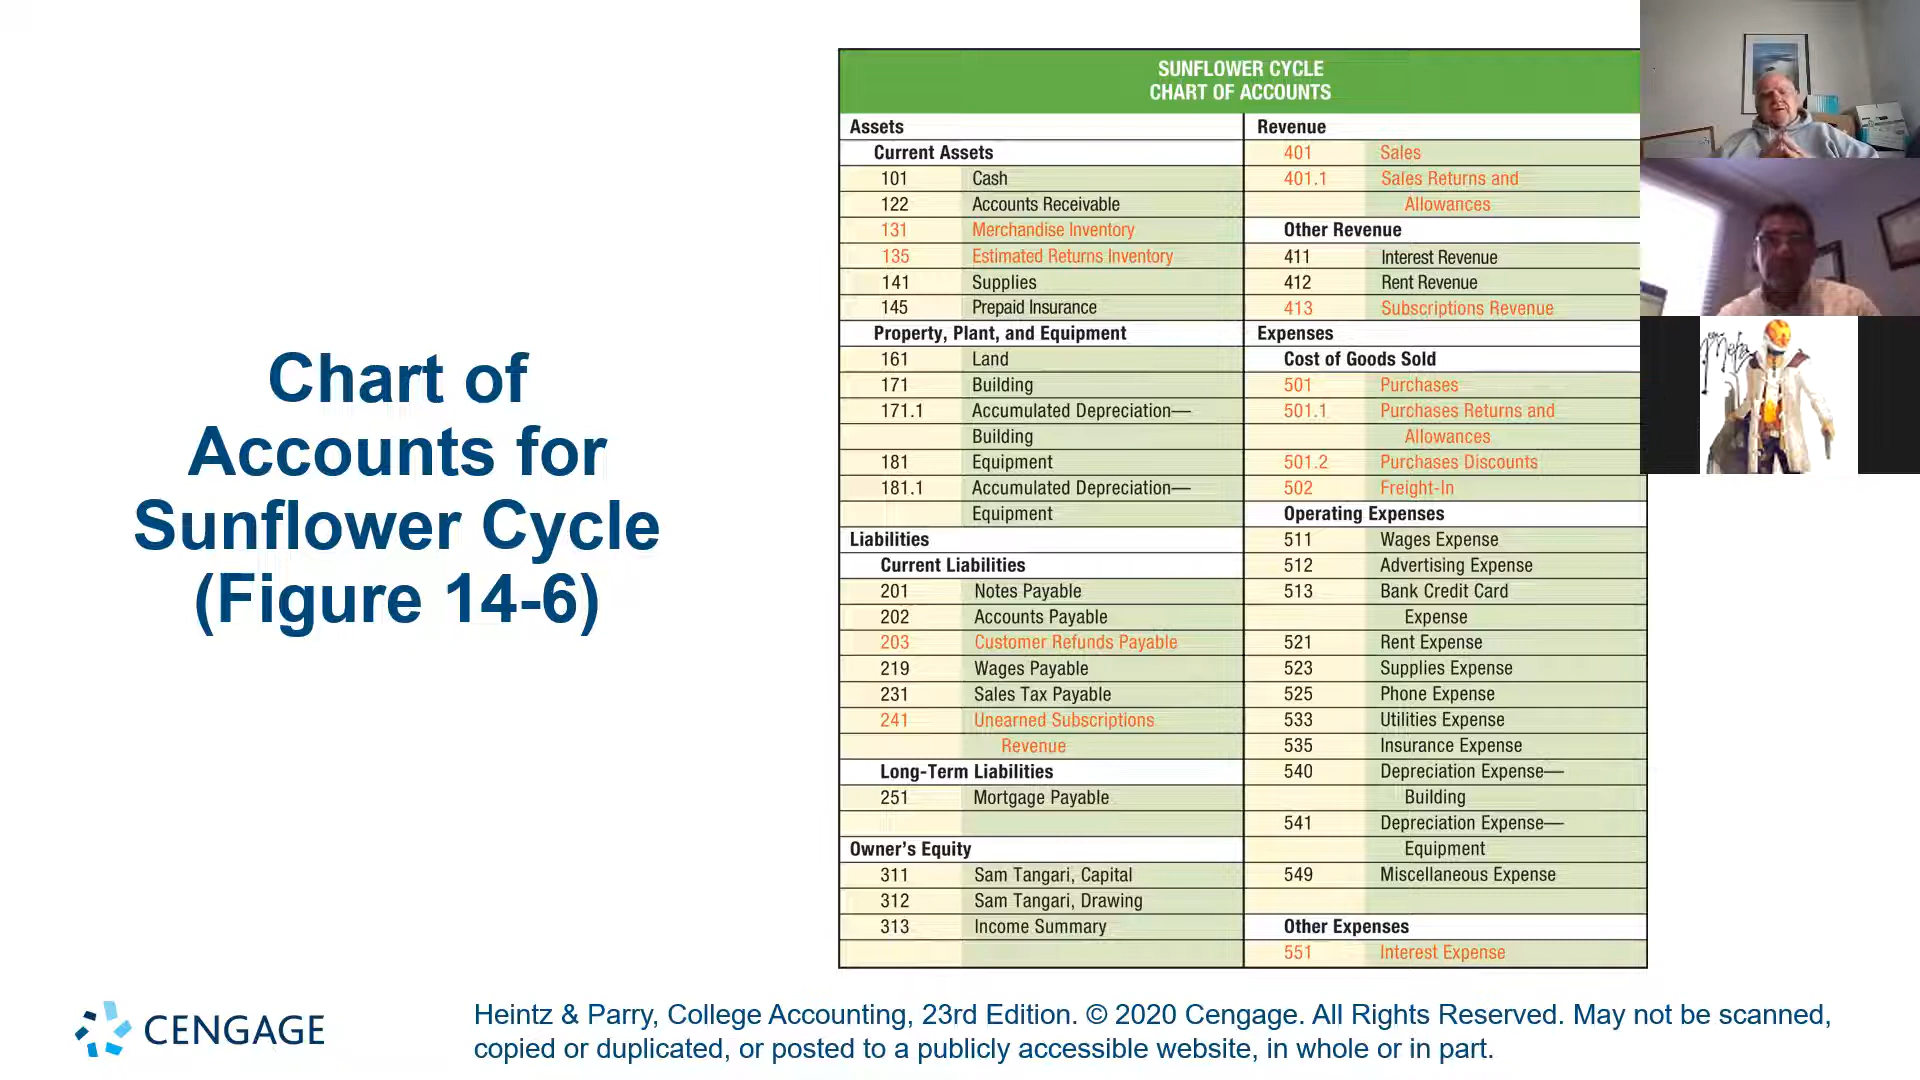 Chart of
Accounts for
Sunflower Cycle
(Figure 14-6)
SUNFLOWER CYCLE
CHART OF ACCOUNTS
Assets
Current Assets
101 Cash
122 Accounts Receivable
131 Merchandise Inventory
135 Estimated Returns Inventory
141 Supplies
145 Prepaid Insurance
Property, Plant, and Equipment
161 Land
171 Building
171.1 Accumulated Depreciation—
Building
181 Equipment
181.1 Accumulated Depreciation—
Equipment
Liabilities
Current Liabilities
201 Notes Payable
202 Accounts Payable
203 Customer Refunds Payable
219 Wages Payable
231 Sales Tax Payable
241 Unearned Subscriptions
Revenue
Long-Term Liabilities
251 Mortgage Payable
Owner's Equity
311 Sam Tangari, Capital
312 Sam Tangari, Drawing
313 Income Summary
Revenue
401 Sales
401.1 Sales Returns and
Allowances
Other Revenue
411 Interest Revenue
412 Rent Revenue
413 Subscriptions Revenue
Expenses
Cost of Goods Sold
501 Purchases
501.1 Purchases Returns and
Allowances
501.2 Purchases Discounts
502 Freight-In
Operating Expenses
511 Wages Expense
512 Advertising Expense
513 Bank Credit Card
Expense
521 Rent Expense
523 Supplies Expense
525 Phone Expense
533 Utilities Expense
535 Insurance Expense
540 Depreciation Expense—
Building
541 Depreciation Expense—
Equipment
549 Miscellaneous Expense
Other Expenses
551 Interest Expense
CENGAGE
Heintz & Parry, College Accounting, 23rd Edition. © 2020 Cengage. All Rights Reserved. May not be scanned,
copied or duplicated, or posted to a publicly accessible website, in whole or in part.